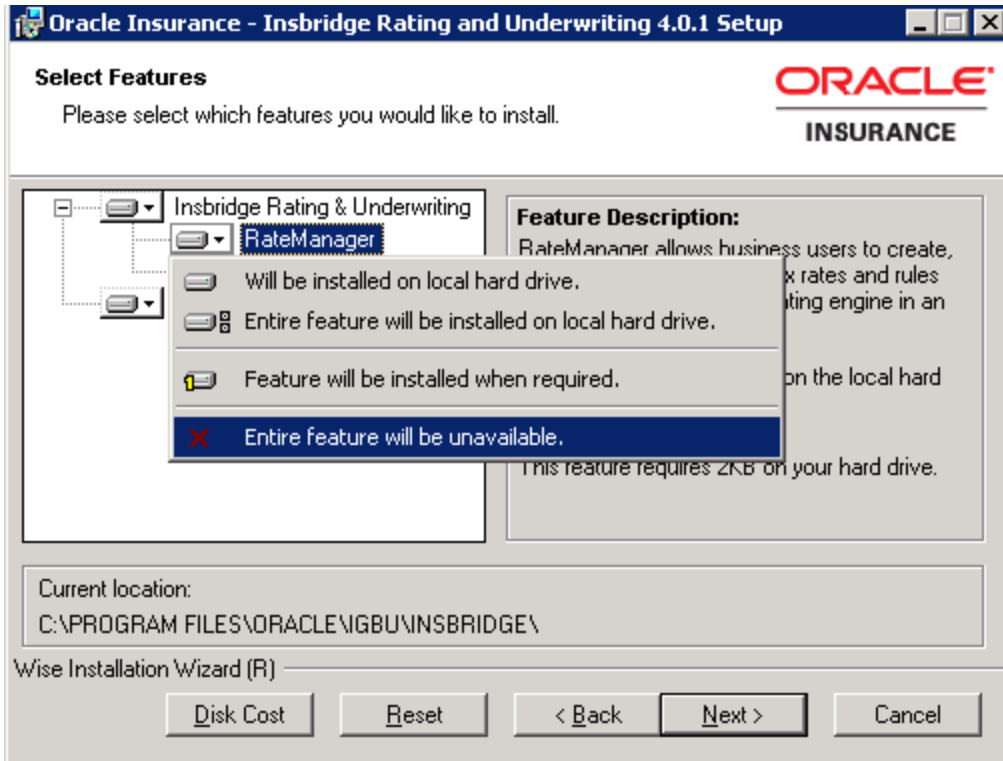 Oracle Insurance - Insbridge Rating and Underwriting 4.0.1 Setup
Select Features
Please select which features you would like to install.
ORACLE
INSURANCE
Insbridge Rating & Underwriting
RateManager
Will be installed on local hard drive.
Entire feature will be installed on local hard drive.
Feature will be installed when required.
Entire feature will be unavailable.
Feature Description:
RateManager allows business users to create,
rates and rules
engine in an
on the local hard
This feature requires 2KB on your hard drive.
Current location:
C:\PROGRAM FILES\ORACLE\IGBU\INSBRIDGE\
Wise Installation Wizard (R)
Disk Cost
Reset
< Back
Next >
Cancel